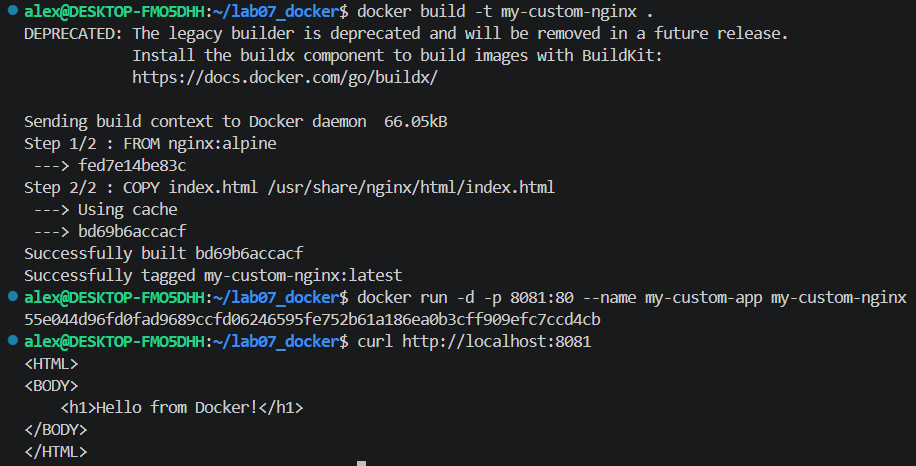 alex@DESKTOP-FMO5DHH:~/lab07_docker$ docker build -t my-custom-nginx .
DEPRECATED: The legacy builder is deprecated and will be removed in a future release.
            Install the buildx component to build images with BuildKit:
            https://docs.docker.com/go/buildx/

Sending build context to Docker daemon  66.05kB
Step 1/2 : FROM nginx:alpine
 ---> fed7e14be83c
Step 2/2 : COPY index.html /usr/share/nginx/html/index.html
 ---> Using cache
 ---> bd69b6accacf
Successfully built bd69b6accacf
Successfully tagged my-custom-nginx:latest
alex@DESKTOP-FMO5DHH:~/lab07_docker$ docker run -d -p 8081:80 --name my-custom-app my-custom-nginx
55e044d96fd0fad9689ccfd06246595fe752b61a186ea0b3cff909efc7ccd4cb
alex@DESKTOP-FMO5DHH:~/lab07_docker$ curl http://localhost:8081
<HTML>
<BODY>
    <h1>Hello from Docker!</h1>
</BODY>
</HTML>